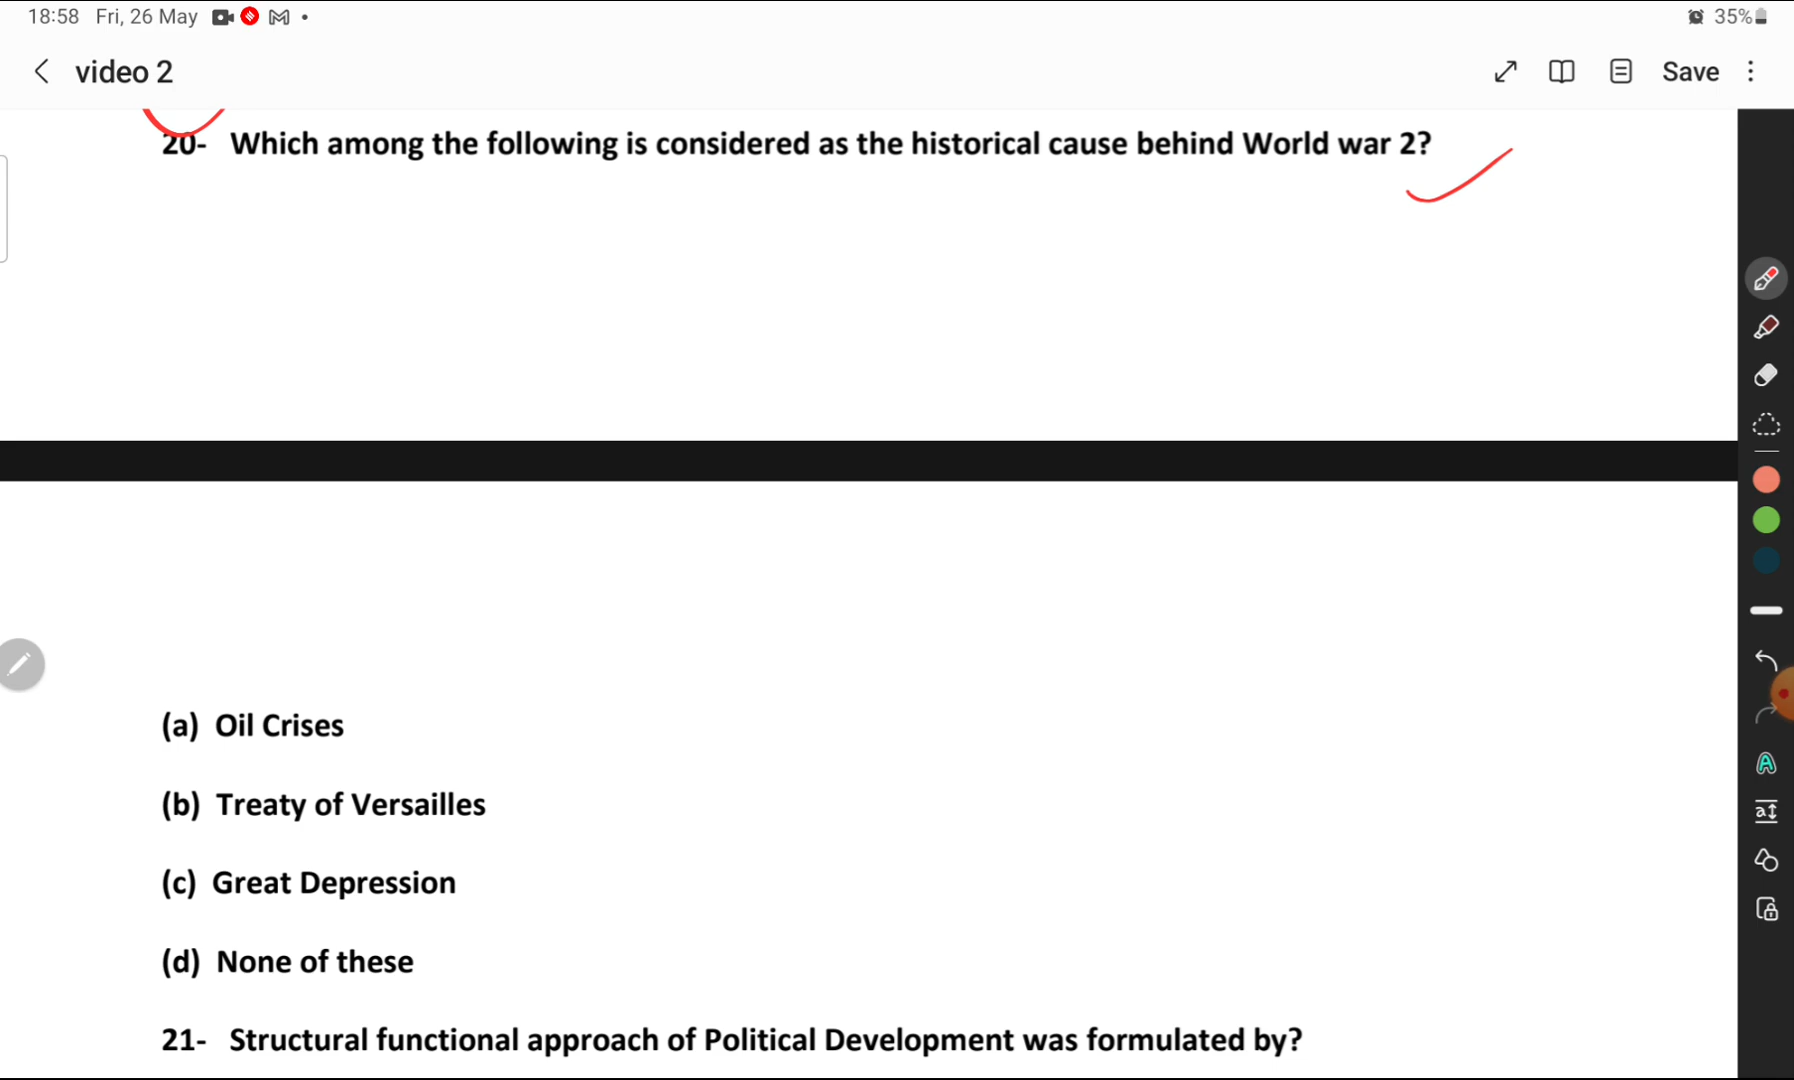 18:58 Fri, 26 May
35%
video 2
Save
20- Which among the following is considered as the historical cause behind World war 2?
(a) Oil Crises
(b) Treaty of Versailles
(c) Great Depression
(d) None of these
21- Structural functional approach of Political Development was formulated by?